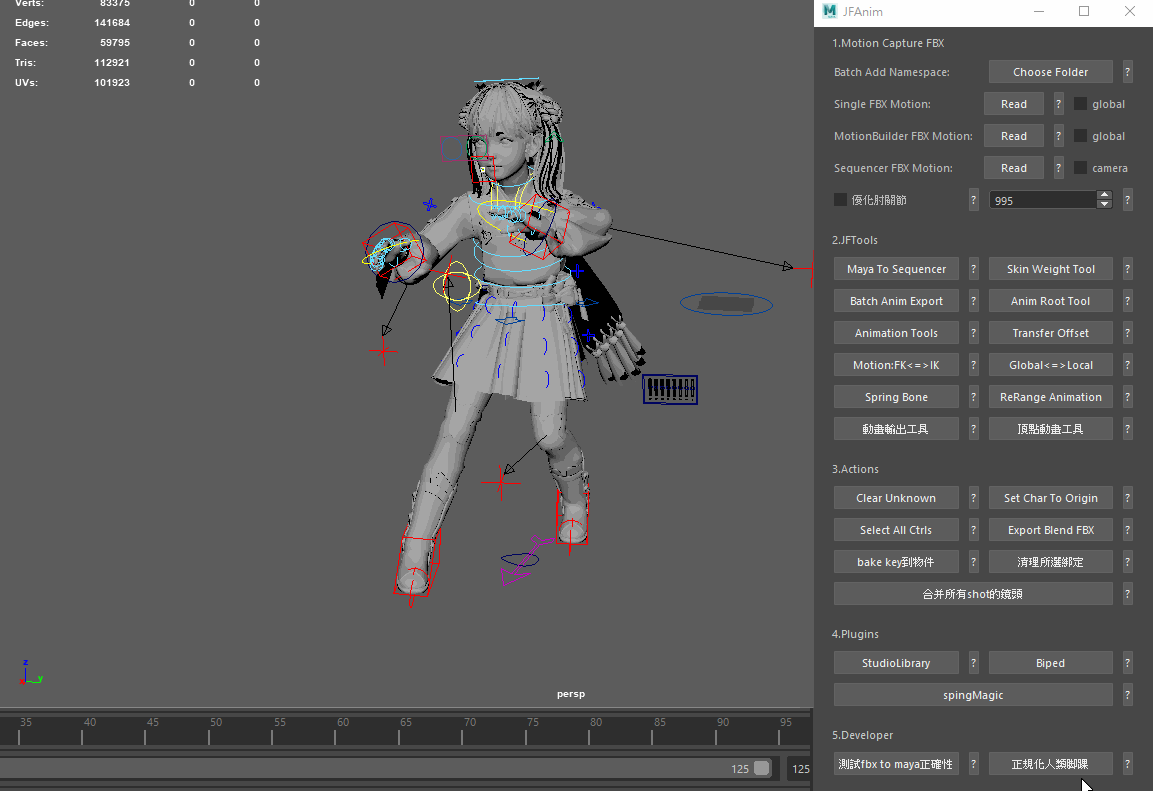 Verts: 83375 0 0
Edges: 141684 0 0
Faces: 59795 0 0
Tris: 112921 0 0
UVs: 101923 0 0
z
y
persp
35 40 45 50 55 60 65 70 75 80 85 90 95
125 125
M JFAnim
1.Motion Capture FBX
Batch Add Namespace: Choose Folder ?
Single FBX Motion: Read ? global
MotionBuilder FBX Motion: Read ? global
Sequencer FBX Motion: Read ? camera
優化肘關節 ? 995 ?
2.JFTools
Maya To Sequencer ? Skin Weight Tool ?
Batch Anim Export ? Anim Root Tool ?
Animation Tools ? Transfer Offset ?
Motion:FK<=>IK ? Global<=>Local ?
Spring Bone ? ReRange Animation ?
動畫輸出工具 ? 頂點動畫工具 ?
3.Actions
Clear Unknown ? Set Char To Origin ?
Select All Ctrls ? Export Blend FBX ?
bake key到物件 ? 清理所選綁定 ?
合并所有shot的鏡頭 ?
4.Plugins
StudioLibrary ? Biped ?
spingMagic ?
5.Developer
測試fbx to maya正確性 ? 正規化人類腳踝 ?